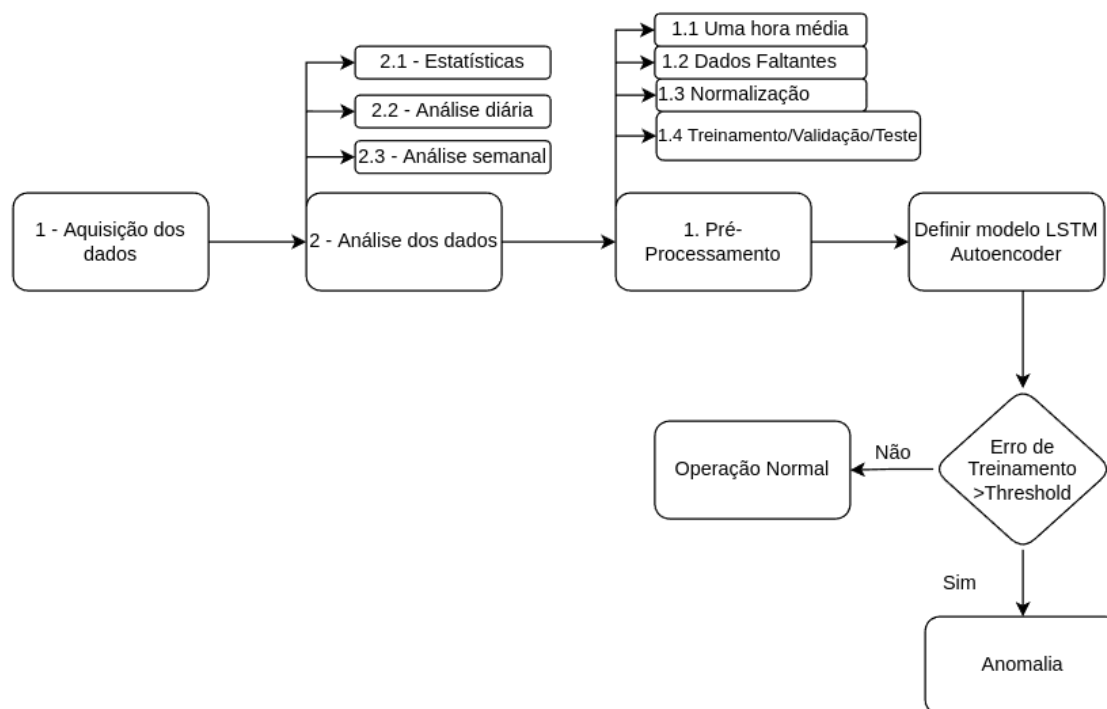 1.1 Uma hora média
2.1 - Estatísticas
1.2 Dados Faltantes
1.3 Normalização
2.2 - Análise diária
1.4 Treinamento/Validação/Teste
2.3 - Análise semanal
1 - Aquisição dos
dados
2 - Análise dos dados
1. Pré-
Processamento
Definir modelo LSTM
Autoencoder
Erro de
Treinamento
>Threshold
Não
Operação Normal
Sim
Anomalia